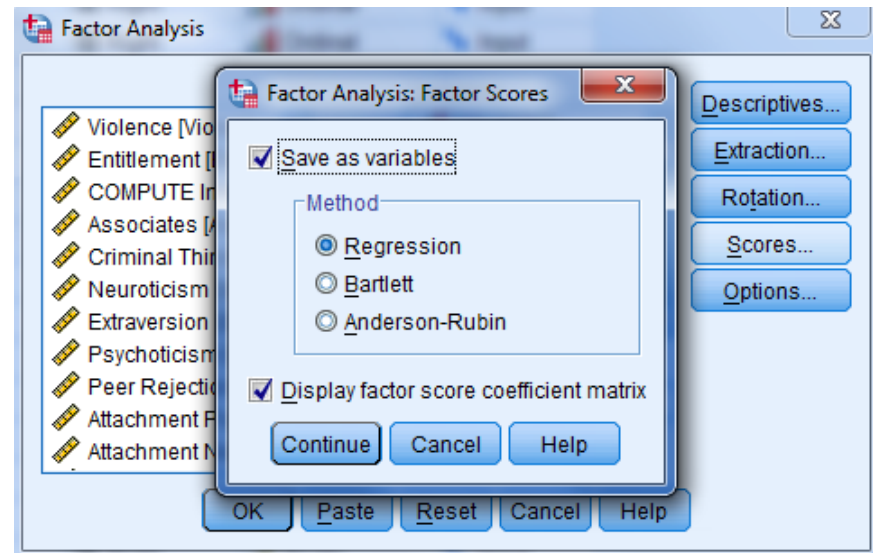 Factor Analysis
Factor Analysis: Factor Scores
Violence [Vio
Entitlement [
COMPUTE In
Associates [A
Criminal Thin
Neuroticism
Extraversion
Psychoticism
Peer Rejectio
Attachment F
Attachment N
Save as variables
Method
Regression
Bartlett
Anderson-Rubin
Display factor score coefficient matrix
Continue Cancel Help
Descriptives...
Extraction...
Rotation...
Scores...
Options...
OK Paste Reset Cancel Help